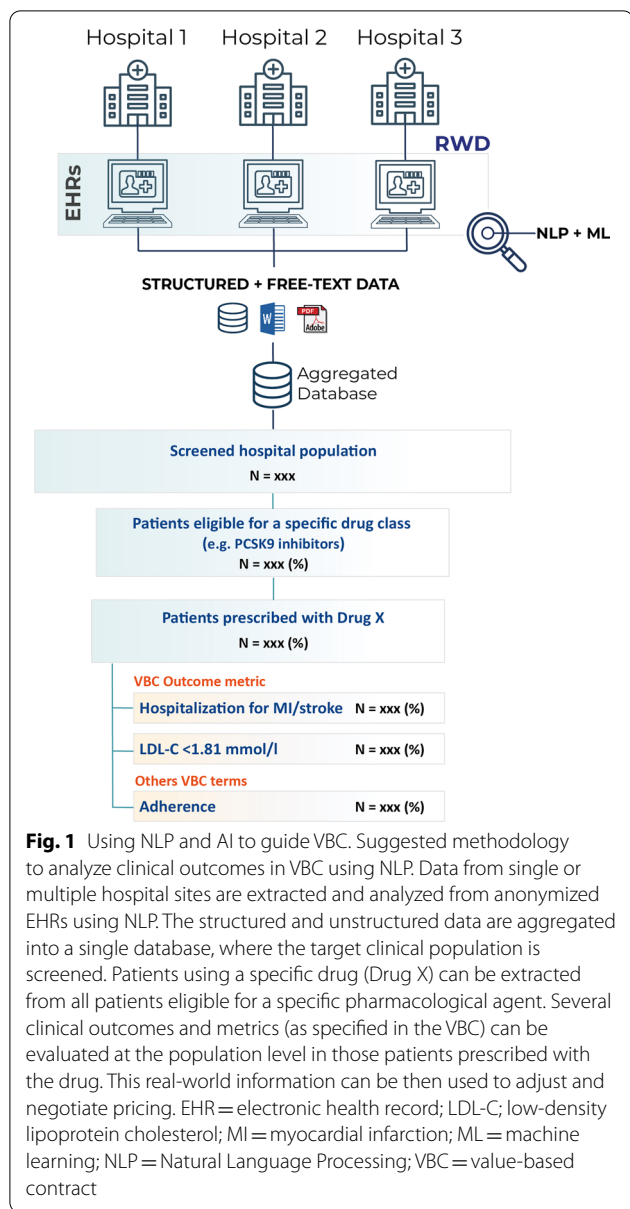 Hospital 1 Hospital 2 Hospital 3
RWD
EHRs
NLP + ML
STRUCTURED + FREE-TEXT DATA
W
PDF
Adobe
Aggregated
Database
Screened hospital population
N = xxx
Patients eligible for a specific drug class
(e.g. PCSK9 inhibitors)
N = xxx (%)
Patients prescribed with Drug X
N = xxx (%)
VBC Outcome metric
Hospitalization for MI/stroke N = xxx (%)
LDL-C <1.81 mmol/l N = xxx (%)
Others VBC terms
Adherence N = xxx (%)
Fig. 1 Using NLP and AI to guide VBC. Suggested methodology
to analyze clinical outcomes in VBC using NLP. Data from single or
multiple hospital sites are extracted and analyzed from anonymized
EHRs using NLP. The structured and unstructured data are aggregated
into a single database, where the target clinical population is
screened. Patients using a specific drug (Drug X) can be extracted
from all patients eligible for a specific pharmacological agent. Several
clinical outcomes and metrics (as specified in the VBC) can be
evaluated at the population level in those patients prescribed with
the drug. This real-world information can be then used to adjust and
negotiate pricing. EHR = electronic health record; LDL-C; low-density
lipoprotein cholesterol; MI = myocardial infarction; ML = machine
learning; NLP = Natural Language Processing; VBC = value-based
contract